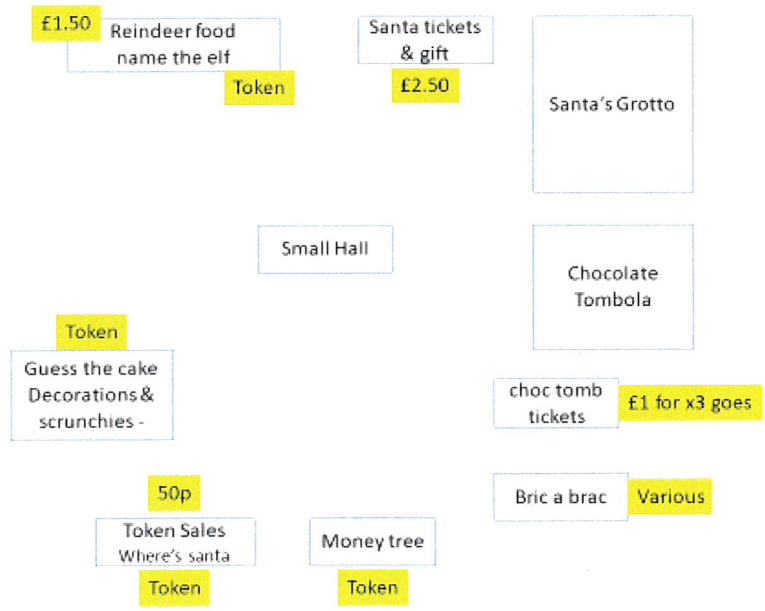 £1.50
Reindeer food
name the elf
Token
Santa tickets
& gift
£2.50
Santa's Grotto
Small Hall
Chocolate
Tombola
Token
Guess the cake
Decorations &
scrunchies -
choc tomb
tickets
£1 for x3 goes
50p
Token Sales
Where's santa
Token
Money tree
Token
Bric a brac
Various